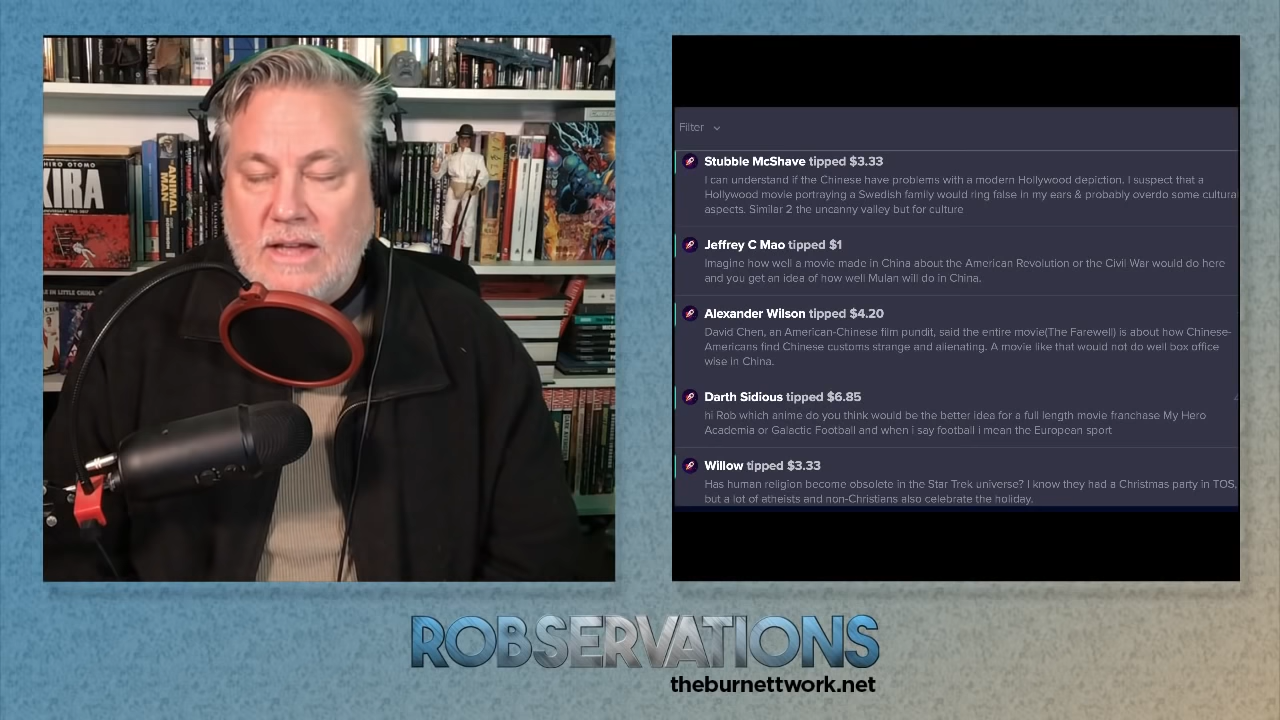 HIRO OTOMO
KIRA
ANIMAL
MAN
LE IN LITTLE CHINA
Filter
Stubble McShave tipped $3.33
I can understand if the Chinese have problems with a modern Hollywood depiction. I suspect that a
Hollywood movie portraying a Swedish family would ring false in my ears & probably overdo some cultura
aspects. Similar 2 the uncanny valley but for culture
Jeffrey C Mao tipped $1
Imagine how well a movie made in China about the American Revolution or the Civil War would do here
and you get an idea of how well Mulan will do in China.
Alexander Wilson tipped $4.20
David Chen, an American-Chinese film pundit, said the entire movie(The Farewell) is about how Chinese-
Americans find Chinese customs strange and alienating. A movie like that would not do well box office
wise in China.
Darth Sidious tipped $6.85
hi Rob which anime do you think would be the better idea for a full length movie franchase My Hero
Academia or Galactic Football and when i say football i mean the European sport
Willow tipped $3.33
Has human religion become obsolete in the Star Trek universe? I know they had a Christmas party in TOS,
but a lot of atheists and non-Christians also celebrate the holiday.
ROBSERVATIONS
theburnettwork.net